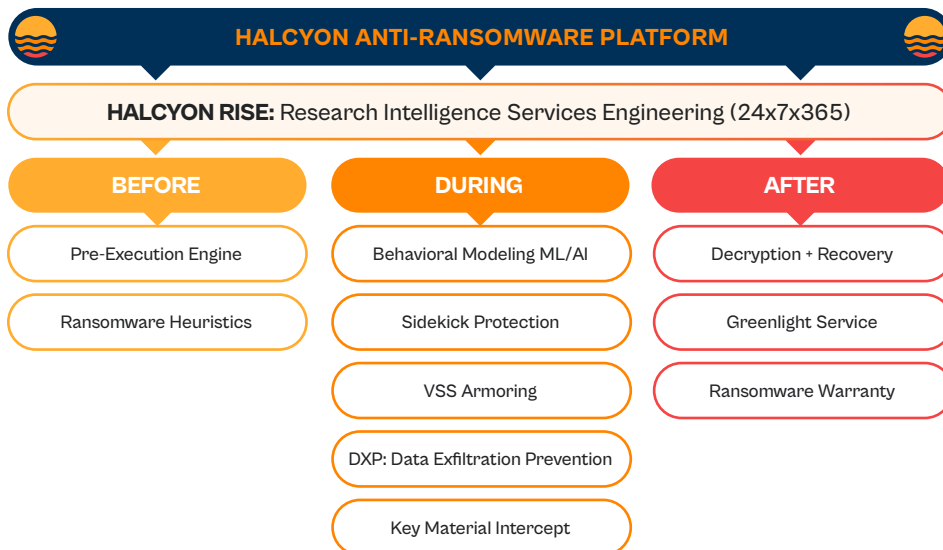 HALCYON ANTI-RANSOMWARE PLATFORM
HALCYON RISE: Research Intelligence Services Engineering (24x7x365)
BEFORE
Pre-Execution Engine
Ransomware Heuristics
DURING
Behavioral Modeling ML/AI
Sidekick Protection
VSS Armoring
DXP: Data Exfiltration Prevention
Key Material Intercept
AFTER
Decryption + Recovery
Greenlight Service
Ransomware Warranty